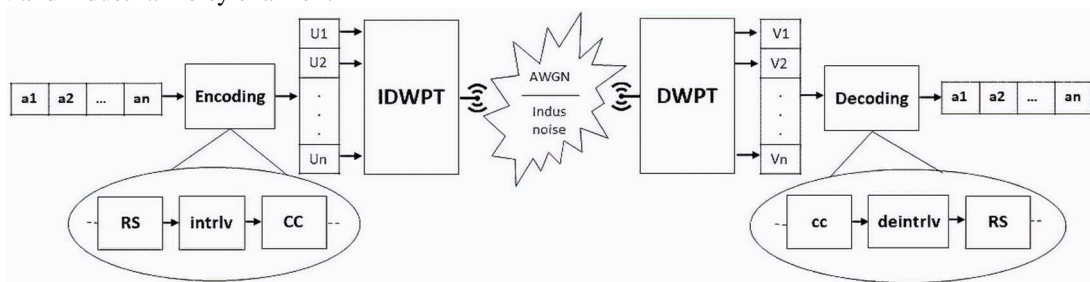 a1 a2 ... an
Encoding
U1
U2
.
.
.
Un
IDWPT
AWGN
Indus
noise
DWPT
V1
V2
.
.
.
Vn
Decoding
a1 a2 ... an
RS intrlv CC
cc deintrlv RS